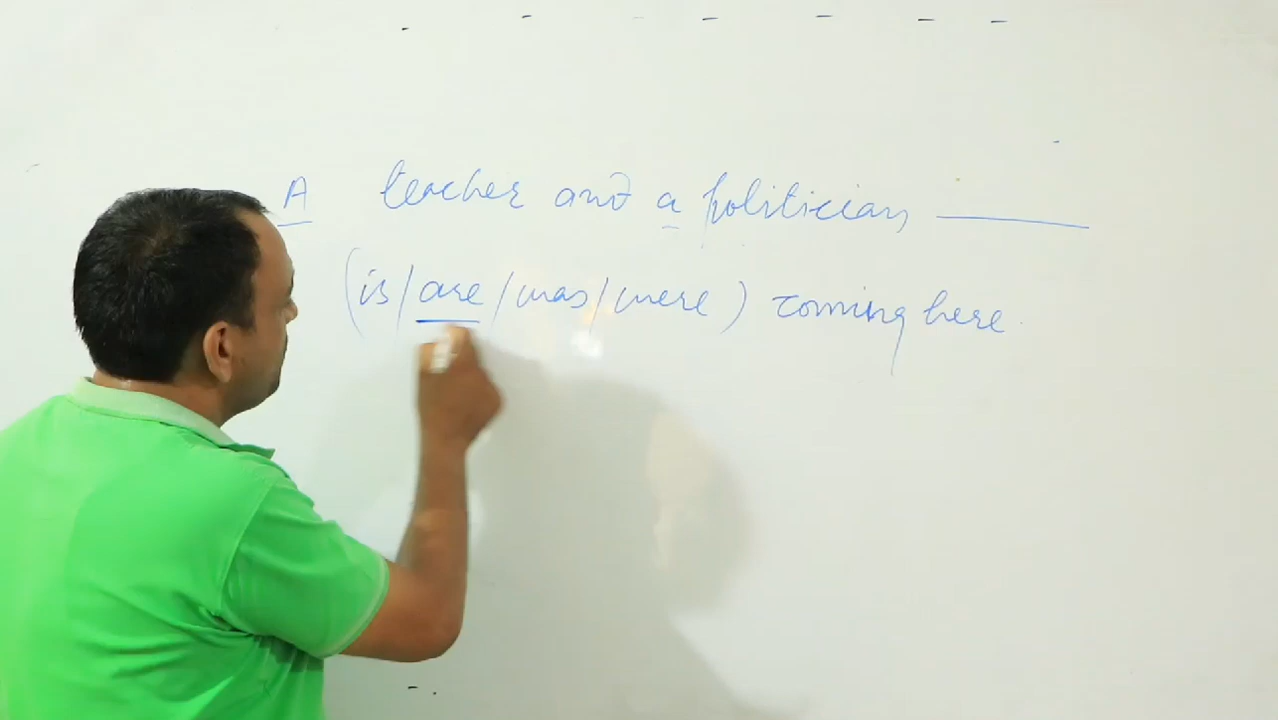 A teacher and a politician ______
(is/are/was/were) coming here.